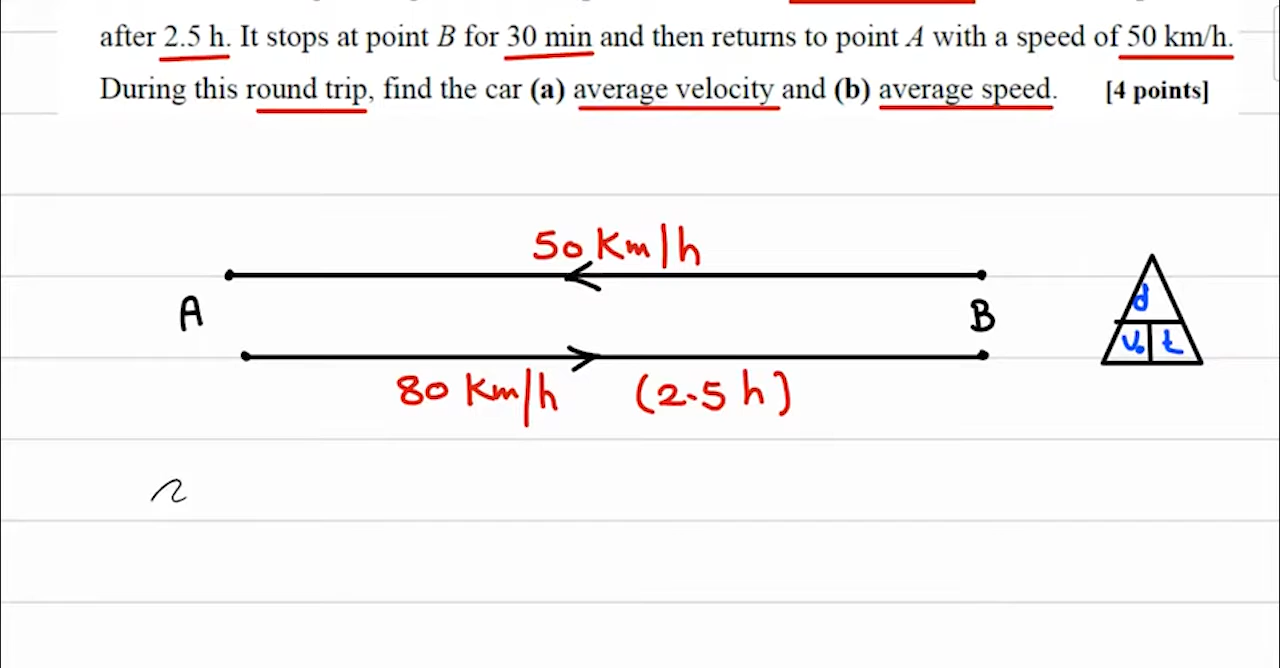 after 2.5 h. It stops at point B for 30 min and then returns to point A with a speed of 50 km/h.
During this round trip, find the car (a) average velocity and (b) average speed. [4 points]
50 Km/h
A
B
80 Km/h (2.5 h)
d
v. t